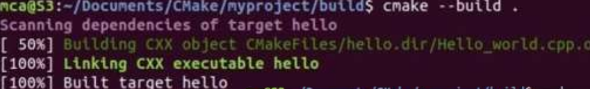 mca@S3:~/Documents/CMake/myproject/build$ cmake --build .
Scanning dependencies of target hello
[ 50%] Building CXX object CMakeFiles/hello.dir/Hello_world.cpp.o
[100%] Linking CXX executable hello
[100%] Built target hello